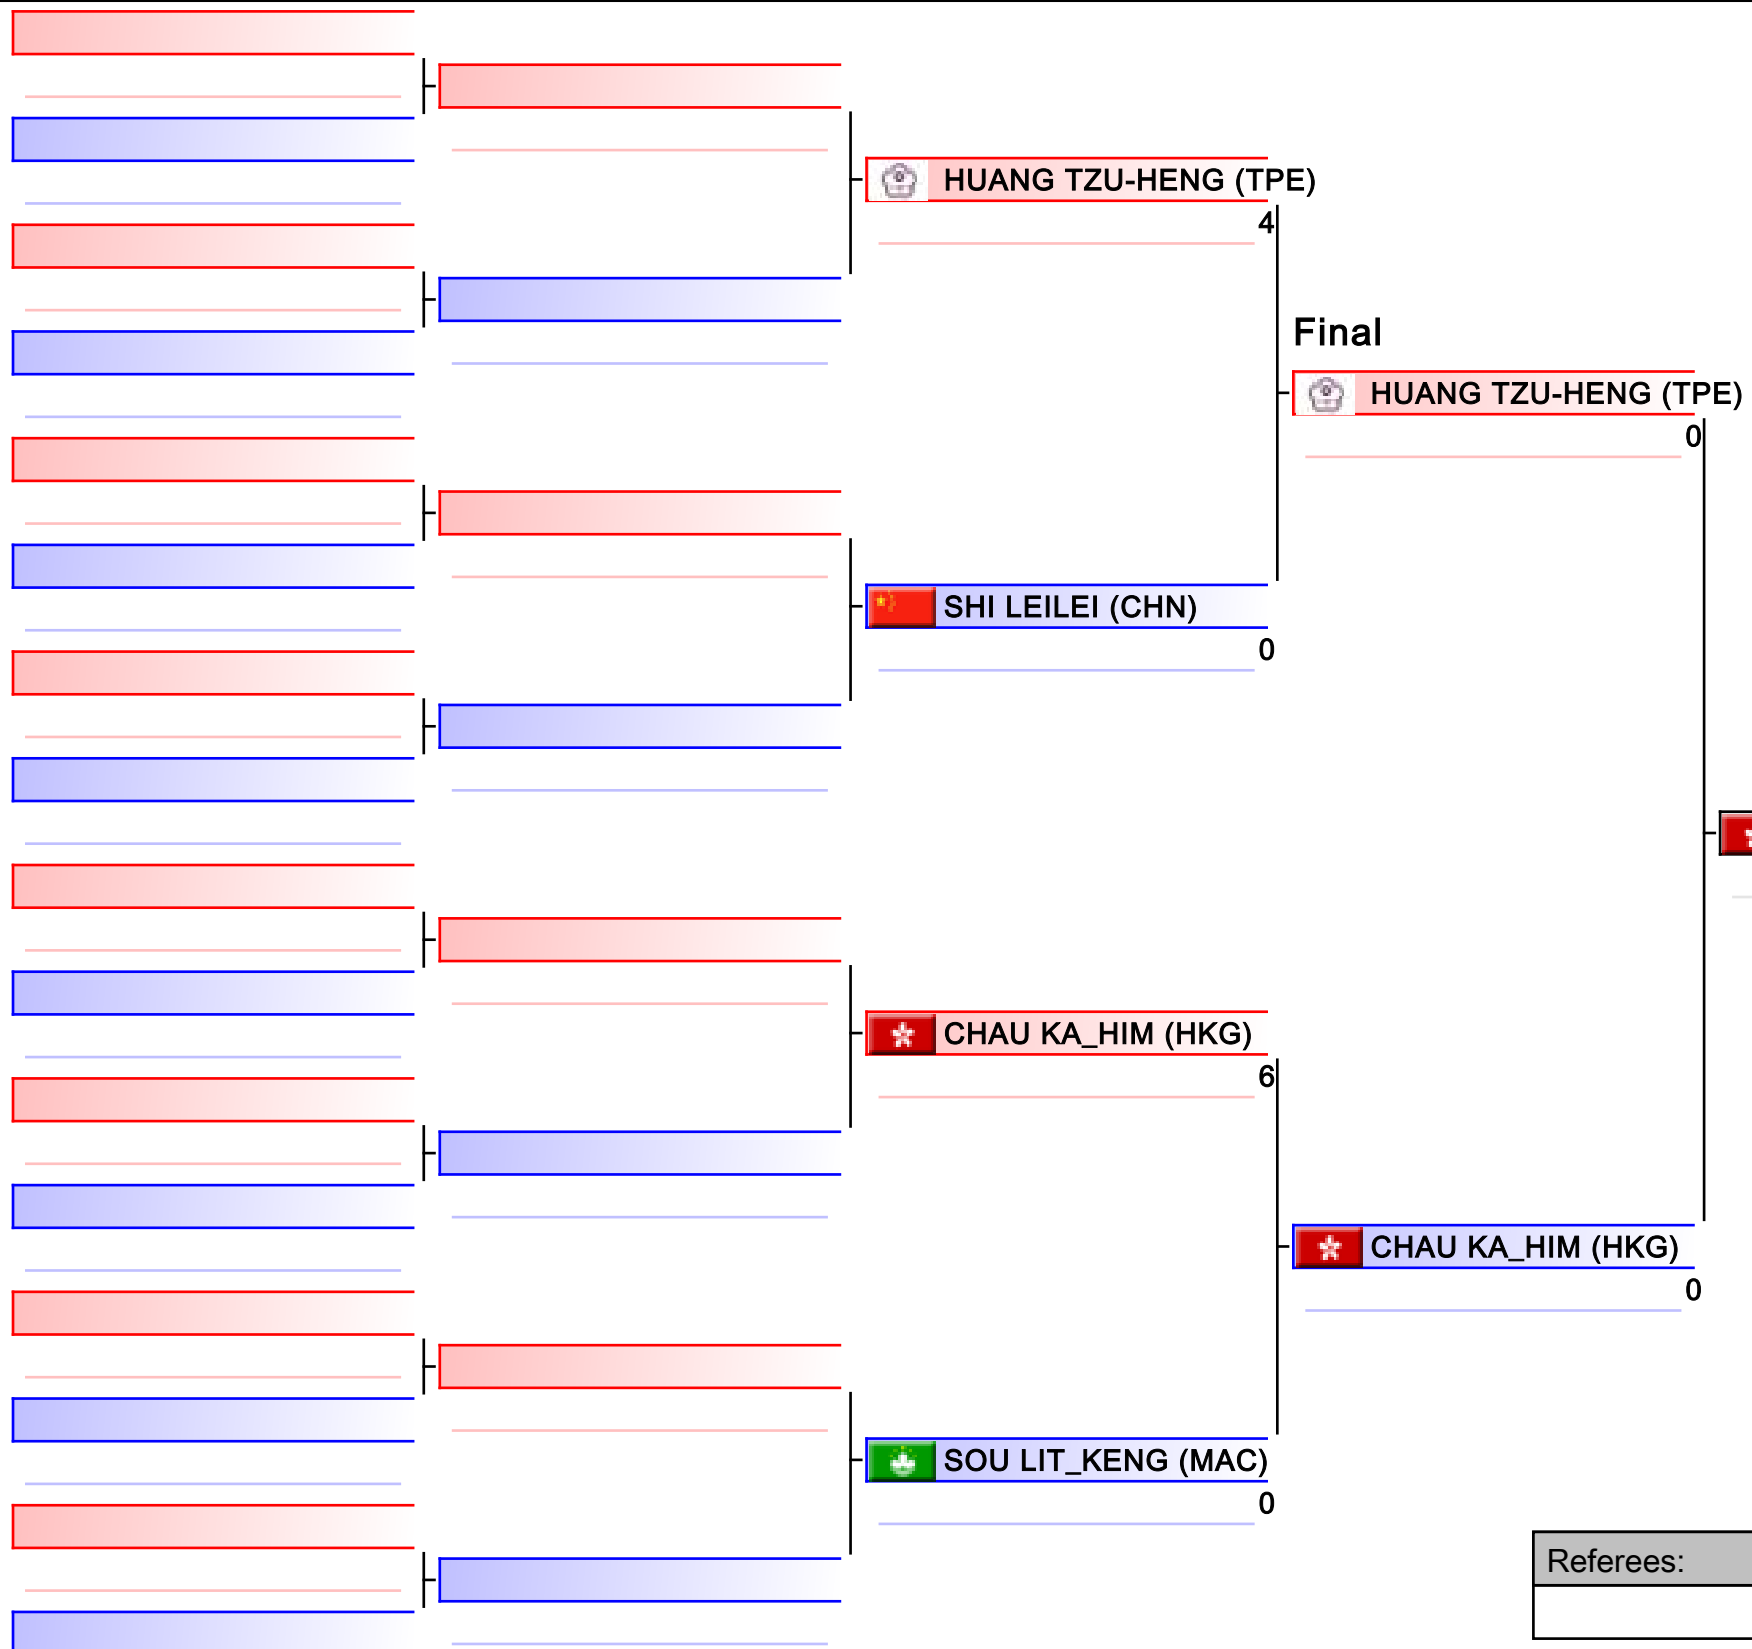 HUANG TZU-HENG (TPE)
4
Final
HUANG TZU-HENG (TPE)
0
SHI LEILEI (CHN)
0
CHAU KA_HIM (HKG)
6
CHAU KA_HIM (HKG)
0
SOU LIT_KENG (MAC)
0
Referees: